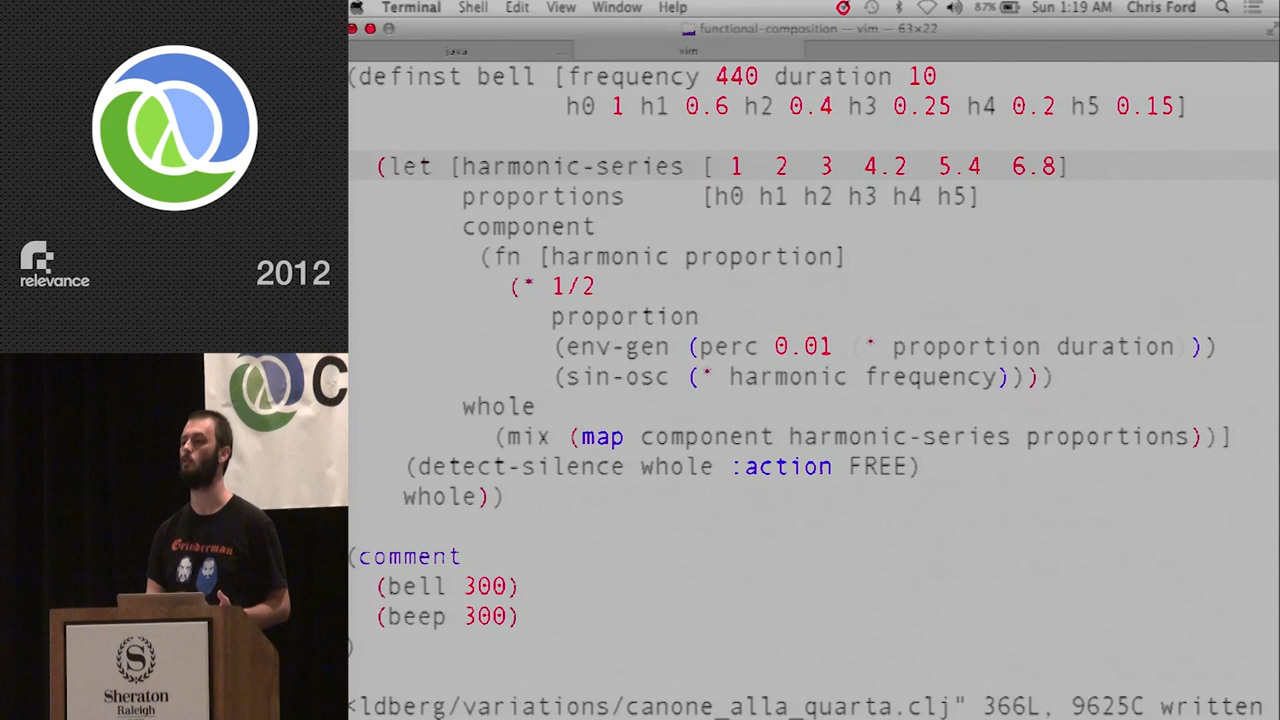 Terminal Shell Edit View Window Help 87% Sun 1:19 AM Chris Ford
functional-composition — vim — 63×22
java ... vim
(definst bell [frequency 440 duration 10
h0 1 h1 0.6 h2 0.4 h3 0.25 h4 0.2 h5 0.15]
(let [harmonic-series [ 1 2 3 4.2 5.4 6.8]
proportions [h0 h1 h2 h3 h4 h5]
component
(fn [harmonic proportion]
(* 1/2
proportion
(env-gen (perc 0.01 (* proportion duration)))
(sin-osc (* harmonic frequency))))
whole
(mix (map component harmonic-series proportions))]
(detect-silence whole :action FREE)
whole))
(comment
(bell 300)
(beep 300)
)
<ldberg/variations/canone_alla_quarta.clj" 366L, 9625C written
relevance
2012
C
Grinderman
S
Sheraton
Raleigh